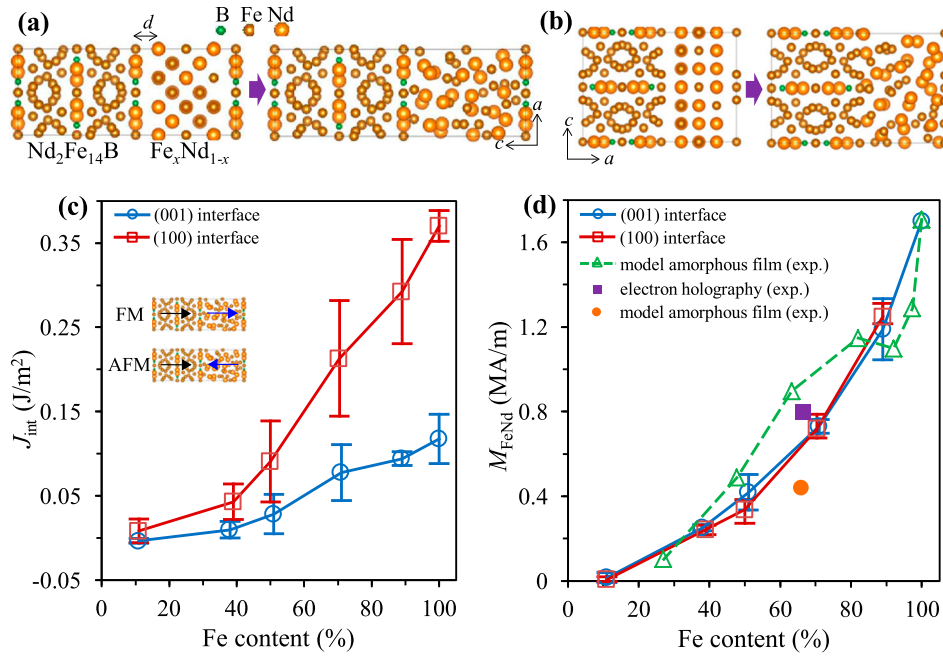 (a)
d
B
Fe
Nd
Nd2Fe14B
FexNd1-x
a
c
(b)
c
a
(c)
(001) interface
(100) interface
FM
AFM
Jint (J/m²)
0.35
0.25
0.15
0.05
-0.05
0 20 40 60 80 100
Fe content (%)
(d)
(001) interface
(100) interface
model amorphous film (exp.)
electron holography (exp.)
model amorphous film (exp.)
MFeNd (MA/m)
1.6
1.2
0.8
0.4
0
0 20 40 60 80 100
Fe content (%)